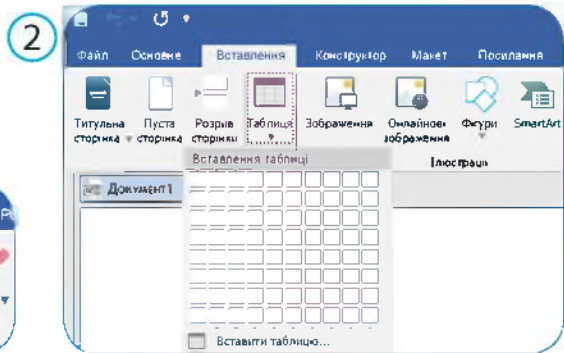 2
Файл Основне Вставлення Конструктор Макет Посилання
Титульна сторінка
Пуста сторінка
Розрив сторінки
Таблиця
Зображення
Онлайнові зображення
Фігури
SmartArt
Ілюстрації
Вставлення таблиці
Документ1
Вставити таблицю...